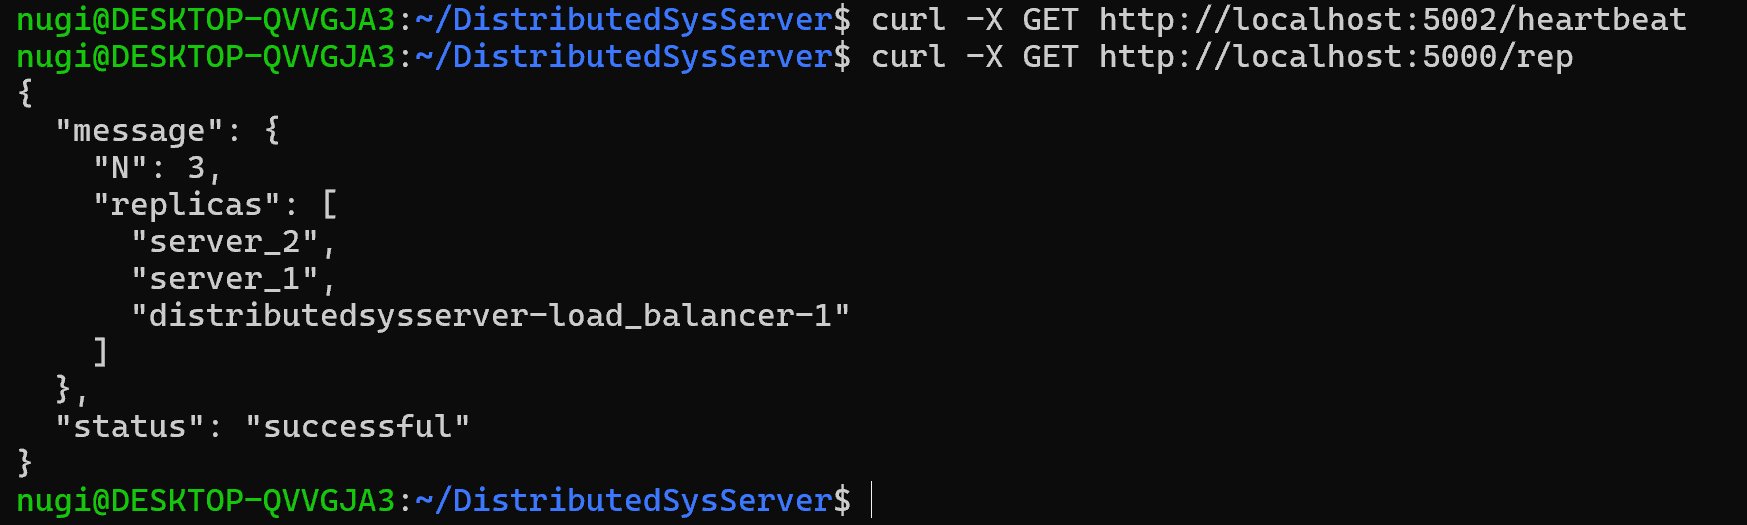 nugi@DESKTOP-QVVGJA3:~/DistributedSysServer$ curl -X GET http://localhost:5002/heartbeat
nugi@DESKTOP-QVVGJA3:~/DistributedSysServer$ curl -X GET http://localhost:5000/rep
{
  "message": {
    "N": 3,
    "replicas": [
      "server_2",
      "server_1",
      "distributedsysserver-load_balancer-1"
    ]
  },
  "status": "successful"
}
nugi@DESKTOP-QVVGJA3:~/DistributedSysServer$